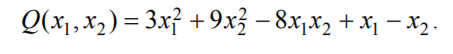 Q(x₁, x₂) = 3x₁² + 9x₂² − 8x₁x₂ + x₁ − x₂.